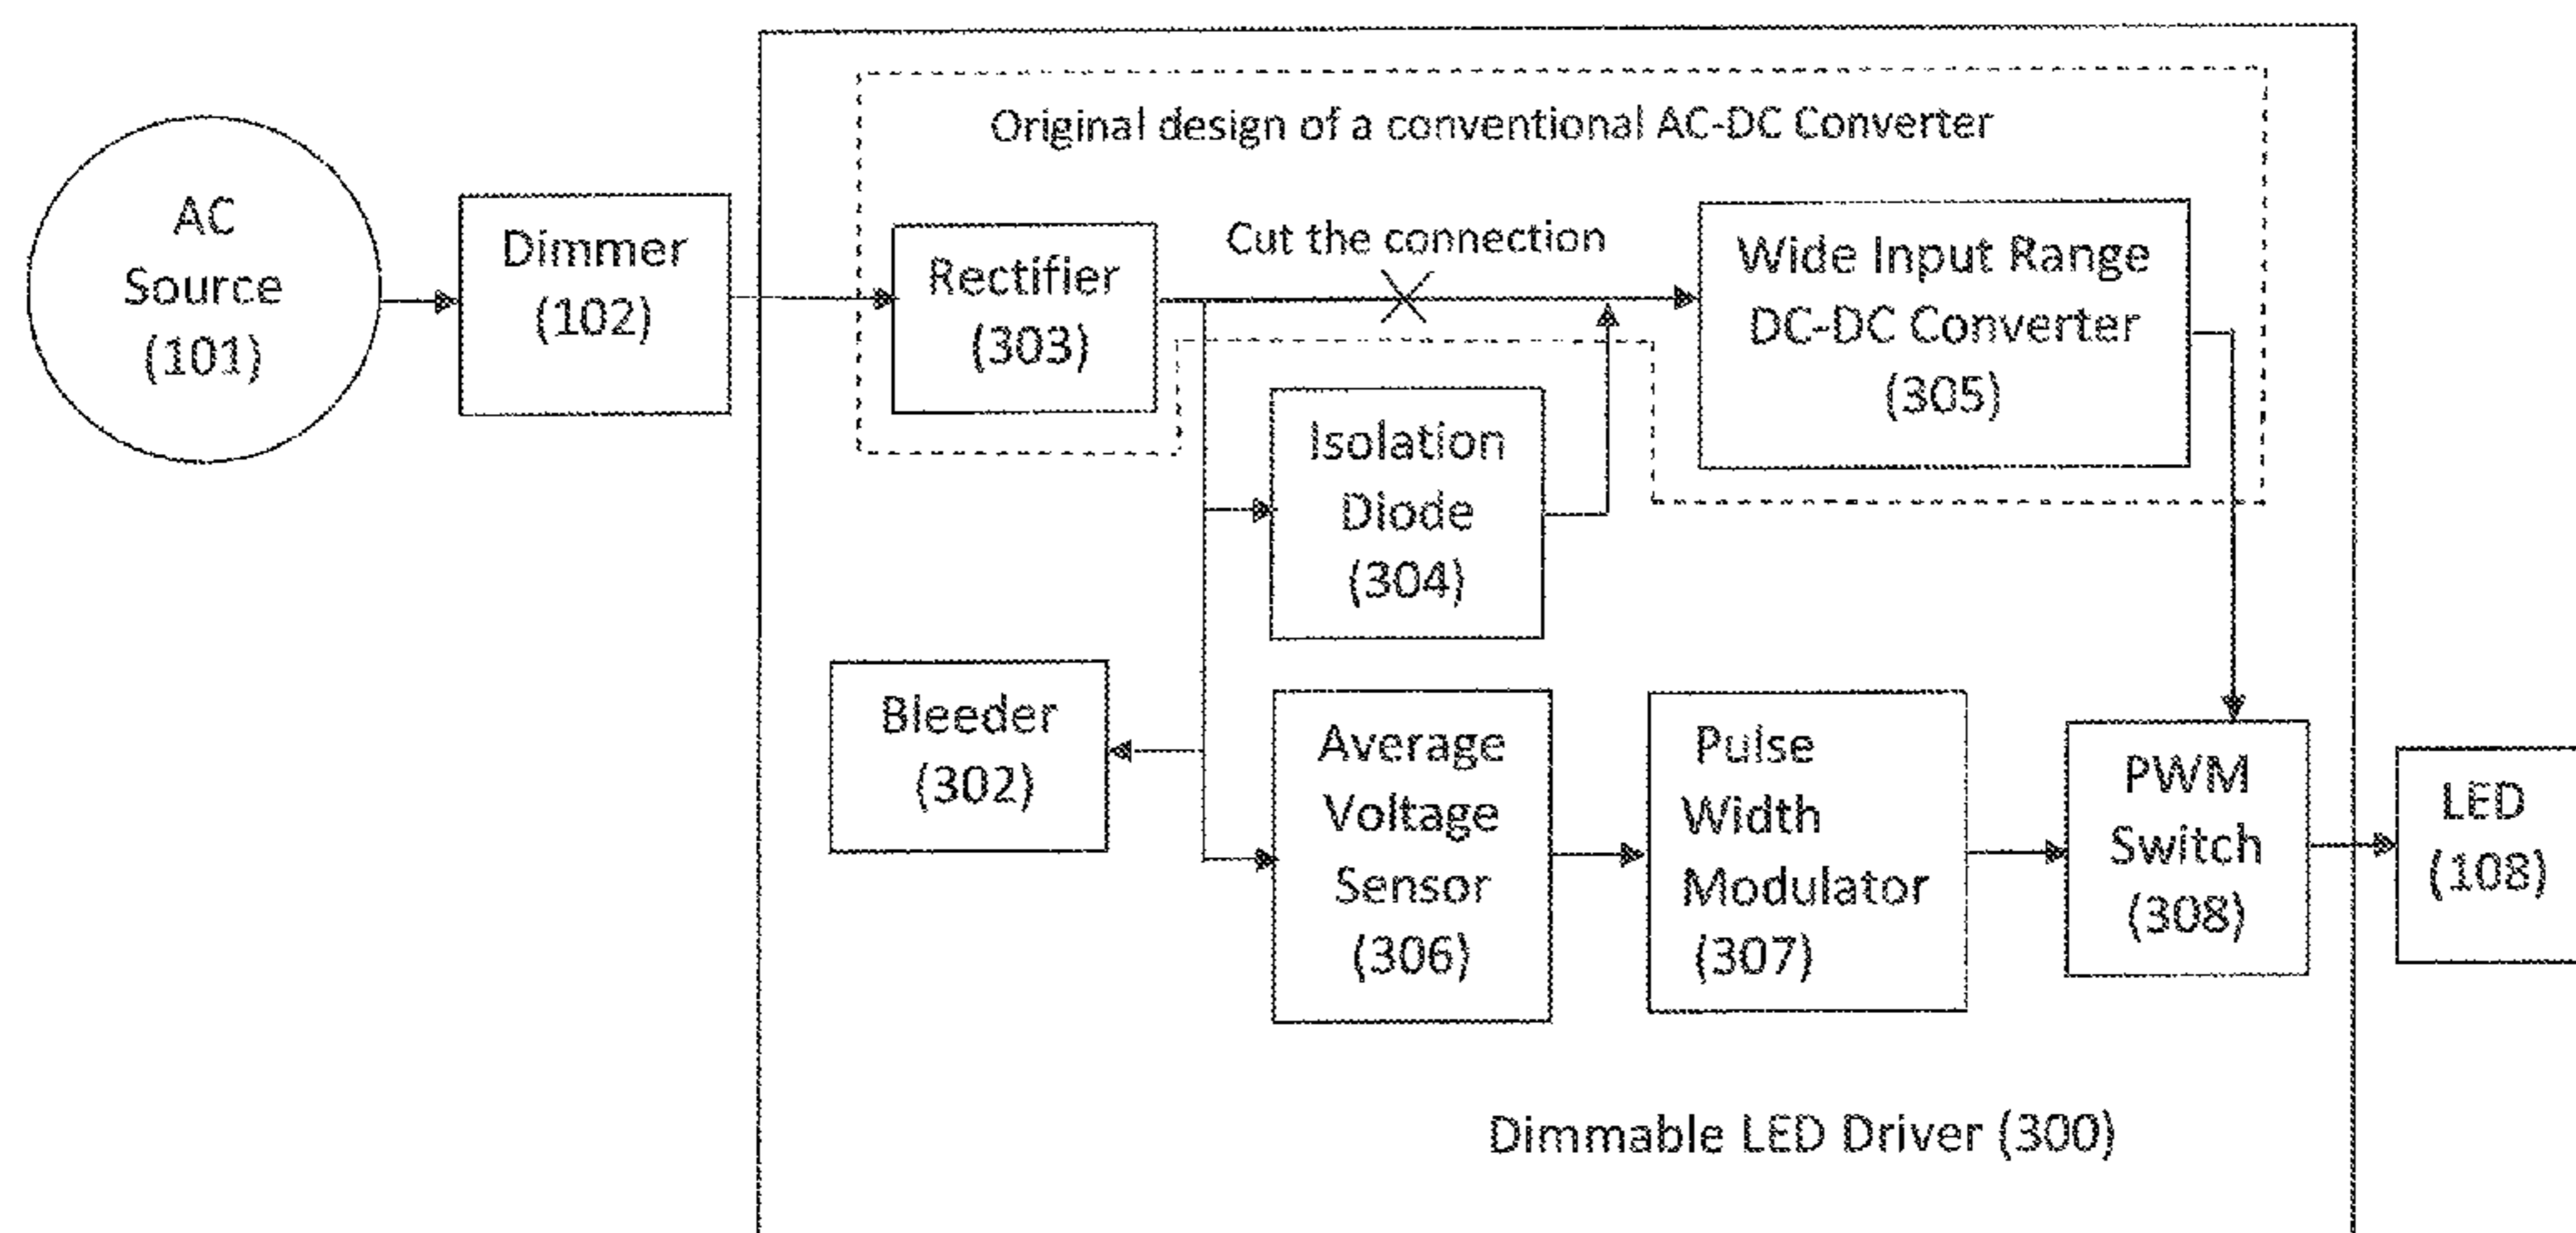 Original design of a conventional AC-DC Converter
AC
Source
(101)
Dimmer
(102)
Rectifier
(303)
Cut the connection
Wide Input Range
DC-DC Converter
(305)
Isolation
Diode
(304)
Bleeder
(302)
Average
Voltage
Sensor
(306)
Pulse
Width
Modulator
(307)
PWM
Switch
(308)
LED
(108)
Dimmable LED Driver (300)